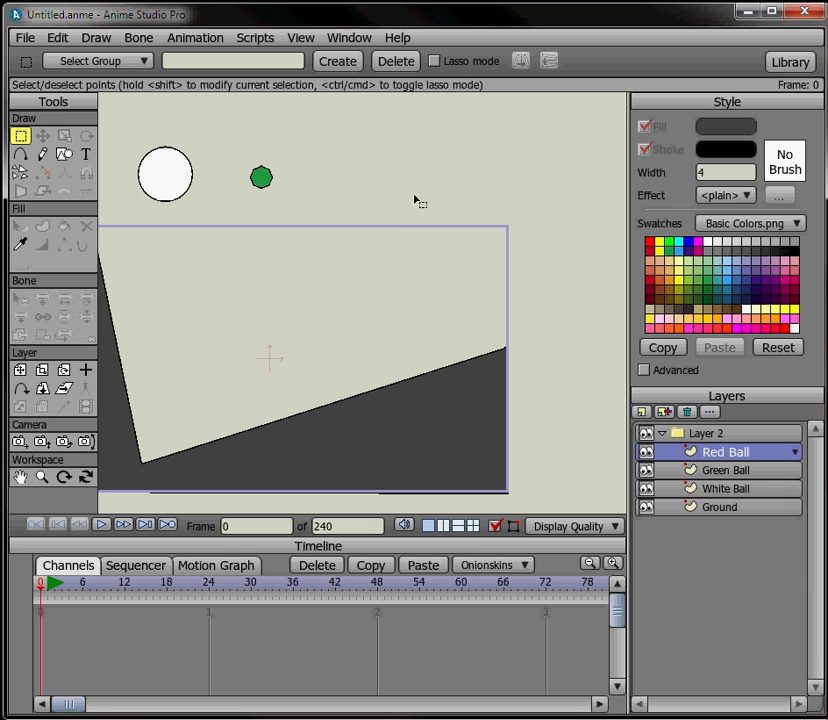 Untitled.anme - Anime Studio Pro
File Edit Draw Bone Animation Scripts View Window Help
Select Group Create Delete Lasso mode Library
Select/deselect points (hold <shift> to modify current selection, <ctrl/cmd> to toggle lasso mode) Frame: 0
Tools Style
Draw
T
Fill
Bone
Layer
Camera
Workspace
Fill
Stroke No Brush
Width 4
Effect <plain> ...
Swatches Basic Colors.png
Copy Paste Reset
Advanced
Layers
...
Layer 2
Red Ball
Green Ball
White Ball
Ground
Frame 0 of 240 Display Quality
Timeline
Channels Sequencer Motion Graph Delete Copy Paste Onionskins
0 6 12 18 24 30 36 42 48 54 60 66 72 78
0 1 2 3